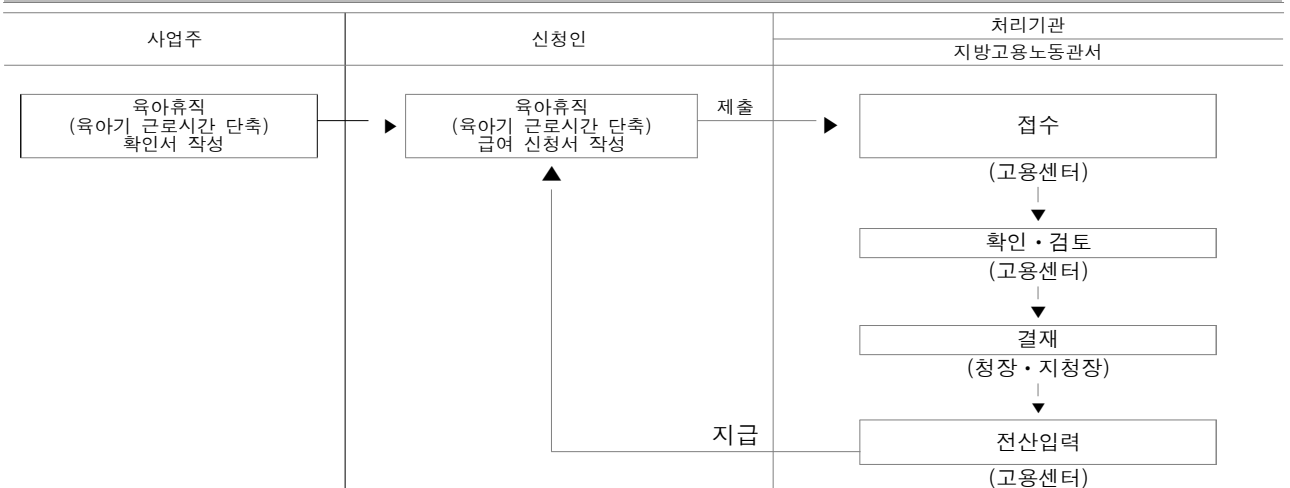 사업주
신청인
처리기관
지방고용노동관서
육아휴직
(육아기 근로시간 단축)
확인서 작성
육아휴직
(육아기 근로시간 단축)
급여 신청서 작성
제출
접수
(고용센터)
확인・검토
(고용센터)
결재
(청장・지청장)
지급
전산입력
(고용센터)